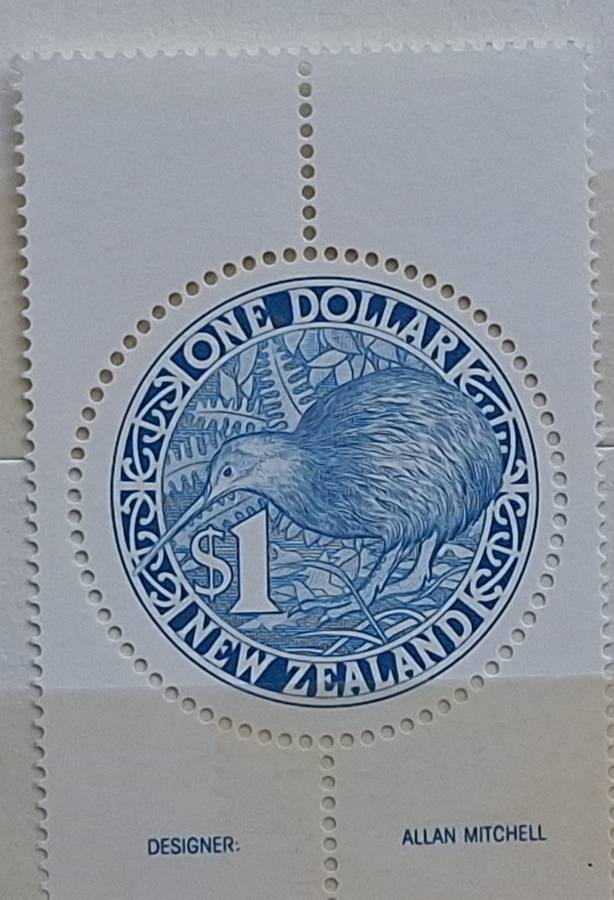 ONE DOLLAR
$1
NEW ZEALAND
DESIGNER: ALLAN MITCHELL